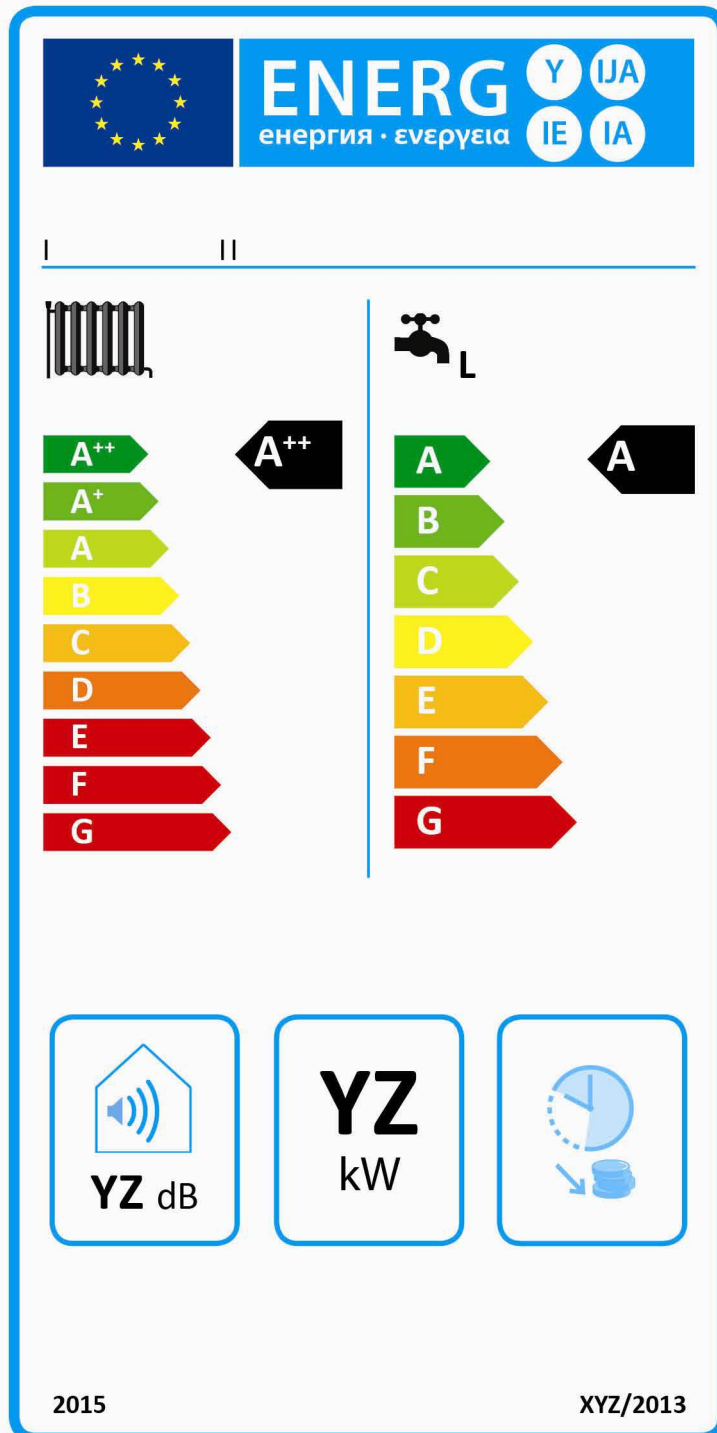 ENERG Y IJA
енергия · ενεργεια IE IA
I II
L
A++ A++
A+
A
B
C
D
E
F
G
A A
B
C
D
E
F
G
YZ dB
YZ
kW
2015 XYZ/2013